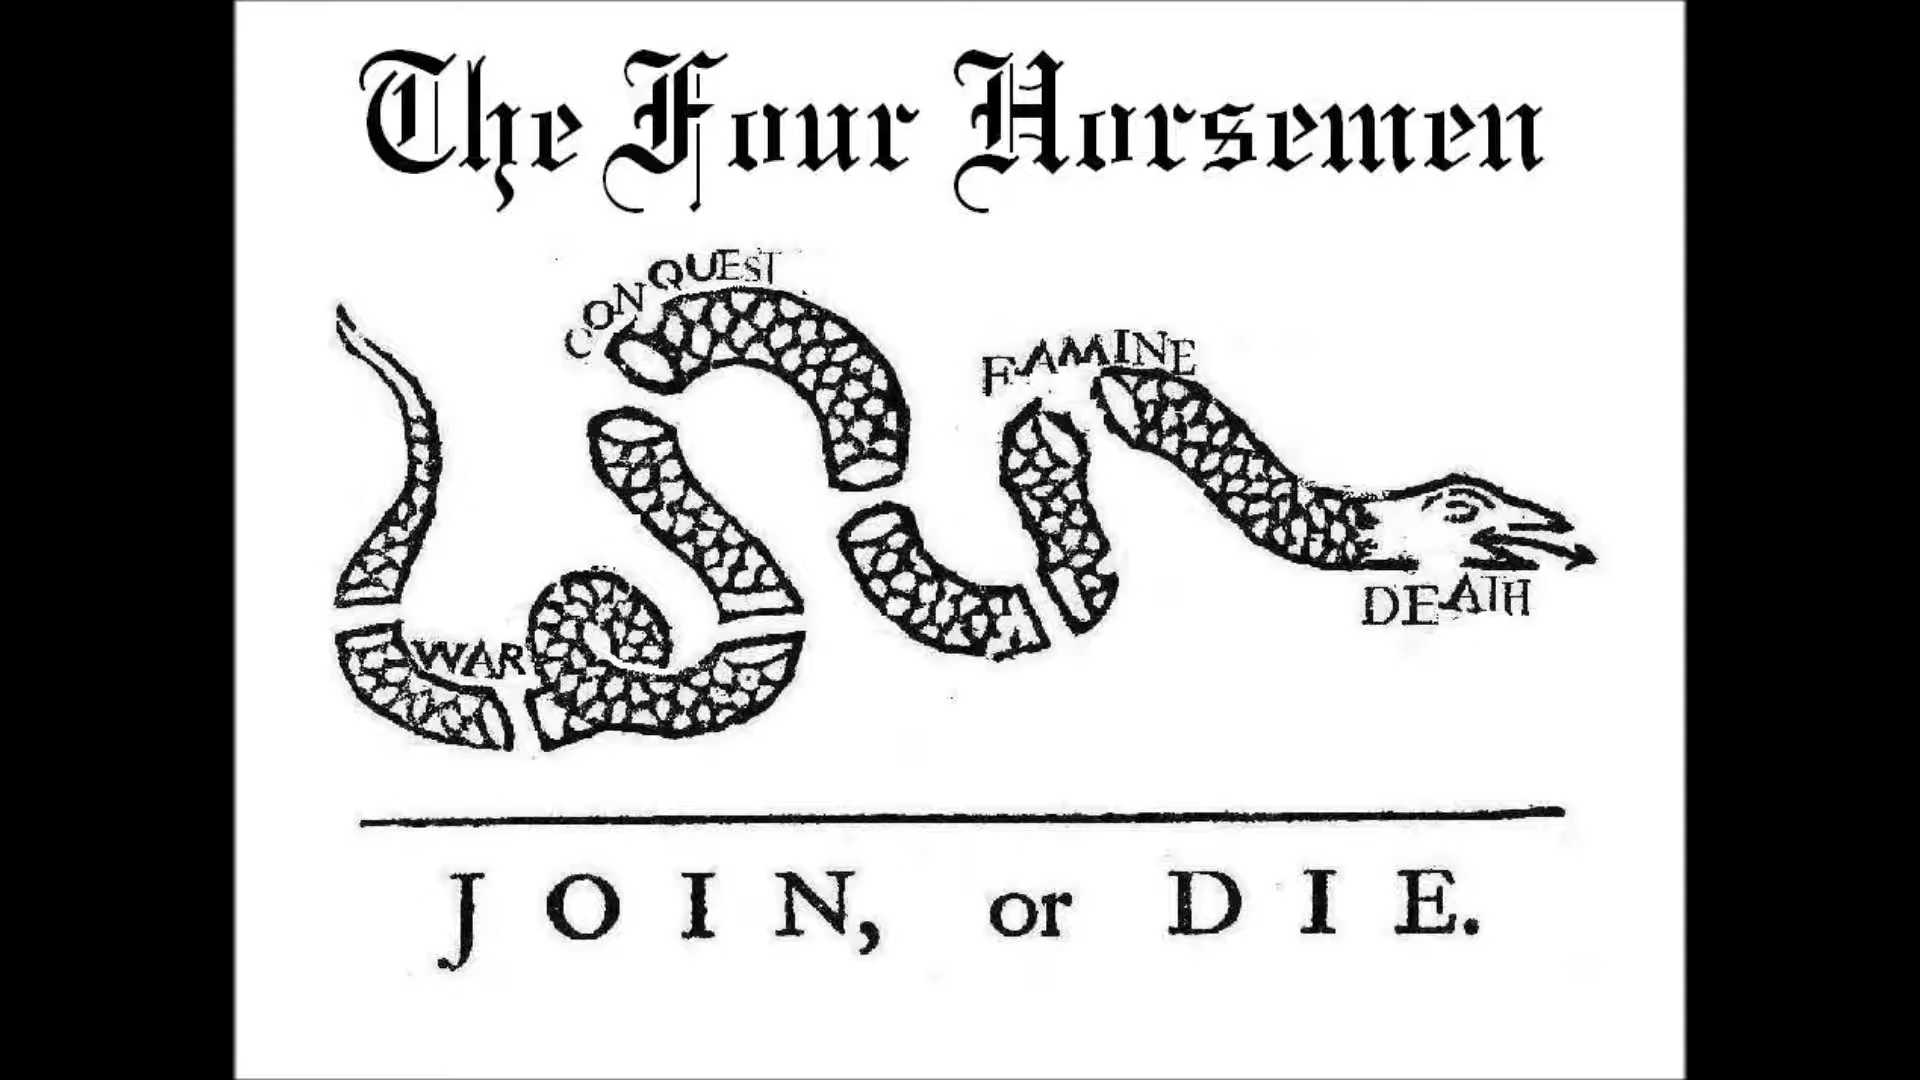 The Four Horsemen
CONQUEST
FAMINE
DEATH
WAR
JOIN, or DIE.